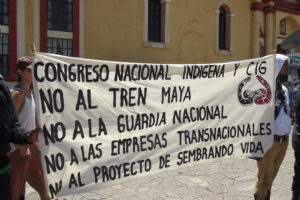 CONGRESO NACIONAL INDÍGENA Y CIG
NO AL TREN MAYA
NO A LA GUARDIA NACIONAL
NO A LAS EMPRESAS TRANSNACIONALES
NO AL PROYECTO DE SEMBRANDO VIDA